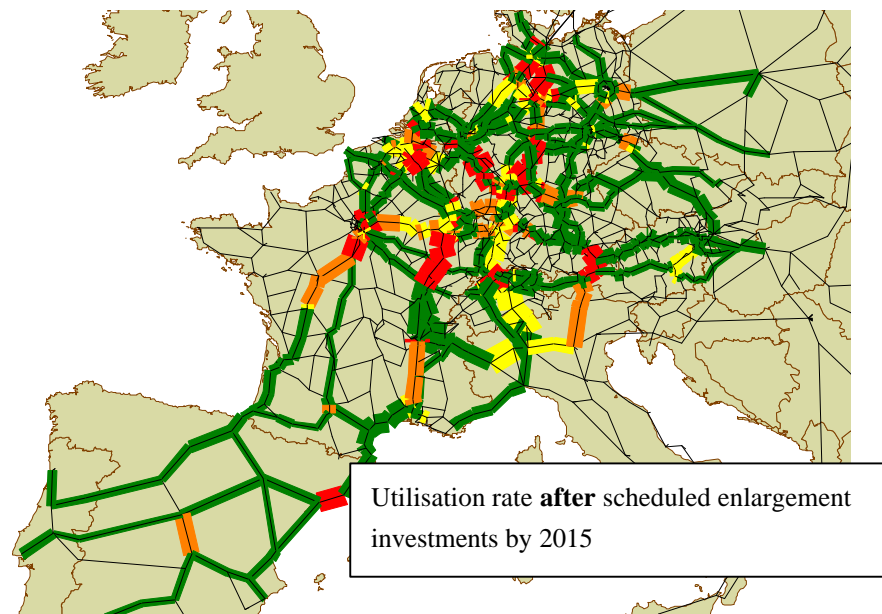 Utilisation rate after scheduled enlargement
investments by 2015